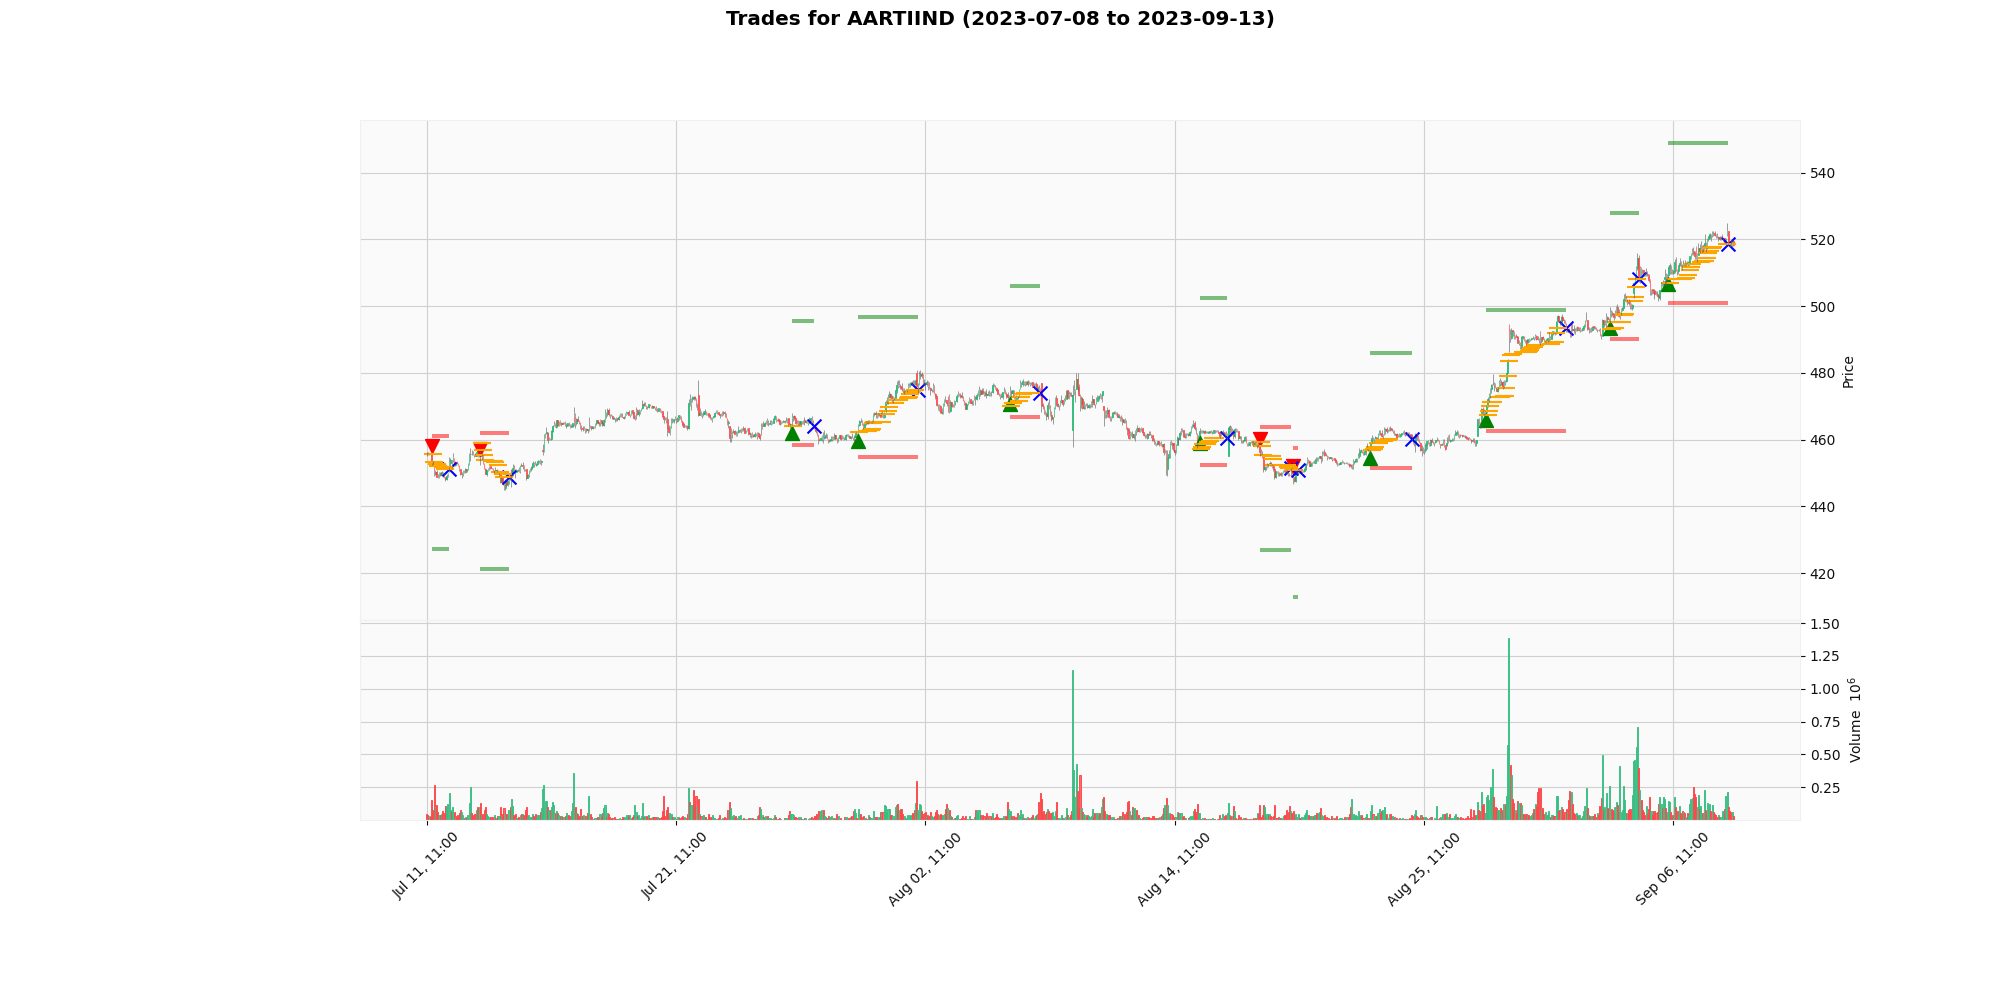 Trades for AARTIIND (2023-07-08 to 2023-09-13)
540
520
500
480
460
440
420
Price
1.50
1.25
1.00
0.75
0.50
0.25
Volume 10^6
Jul 11, 11:00
Jul 21, 11:00
Aug 02, 11:00
Aug 14, 11:00
Aug 25, 11:00
Sep 06, 11:00